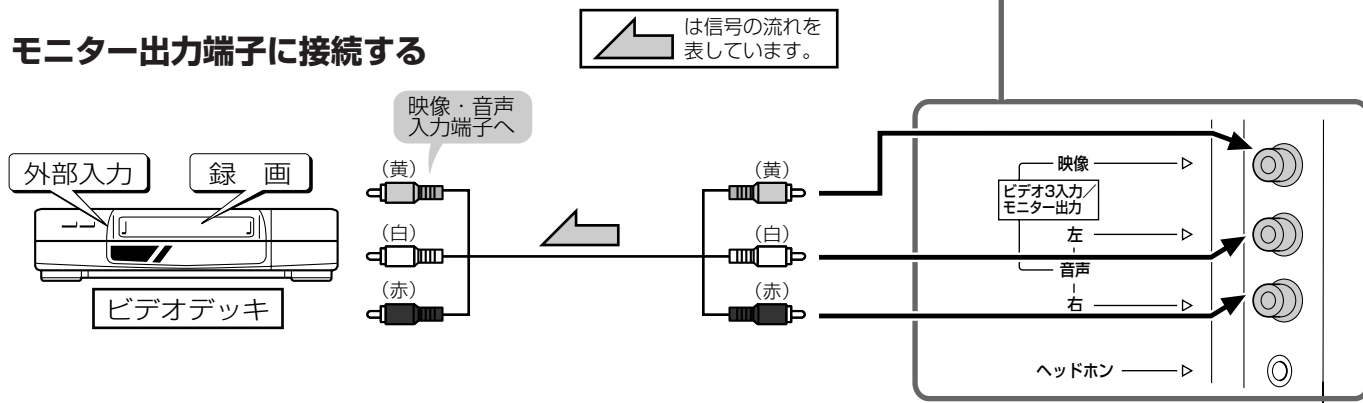 モニター出力端子に接続する
は信号の流れを
表しています。
映像・音声
入力端子へ
外部入力
録　画
ビデオデッキ
（黄）
（白）
（赤）
（黄）
（白）
（赤）
映像
ビデオ3入力／
モニター出力
左
音声
右
ヘッドホン